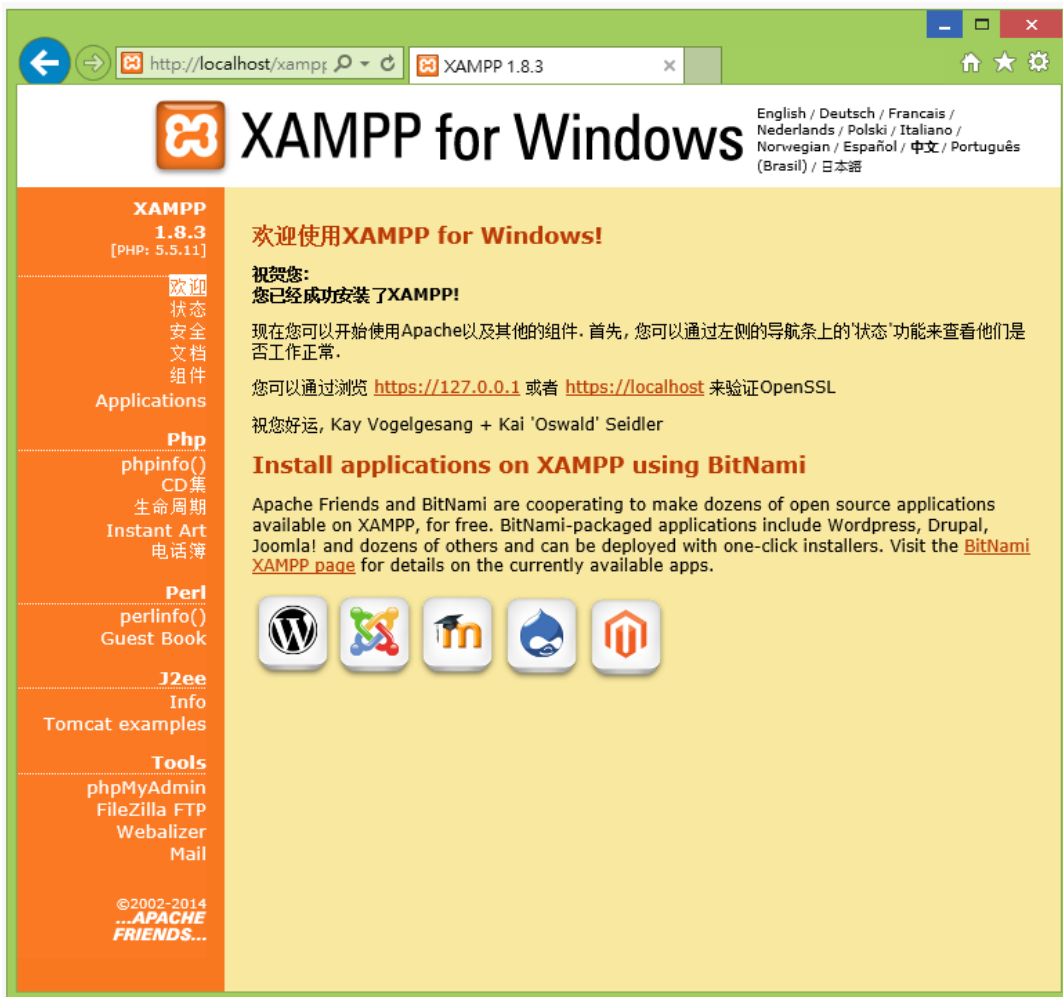 http://localhost/xampp
XAMPP 1.8.3
XAMPP for Windows
English / Deutsch / Francais /
Nederlands / Polski / Italiano /
Norwegian / Español / 中文 / Português
(Brasil) / 日本語
XAMPP
1.8.3
[PHP: 5.5.11]
欢迎
状态
安全
文档
组件
Applications
Php
phpinfo()
CD集
生命周期
Instant Art
电话簿
Perl
perlinfo()
Guest Book
J2ee
Info
Tomcat examples
Tools
phpMyAdmin
FileZilla FTP
Webalizer
Mail
©2002-2014
...APACHE
FRIENDS...
欢迎使用XAMPP for Windows!
祝贺您:
您已经成功安装了XAMPP!
现在您可以开始使用Apache以及其他的组件. 首先, 您可以通过左侧的导航条上的'状态'功能来查看他们是
否工作正常.
您可以通过浏览 https://127.0.0.1 或者 https://localhost 来验证OpenSSL
祝您好运, Kay Vogelgesang + Kai 'Oswald' Seidler
Install applications on XAMPP using BitNami
Apache Friends and BitNami are cooperating to make dozens of open source applications
available on XAMPP, for free. BitNami-packaged applications include Wordpress, Drupal,
Joomla! and dozens of others and can be deployed with one-click installers. Visit the BitNami
XAMPP page for details on the currently available apps.